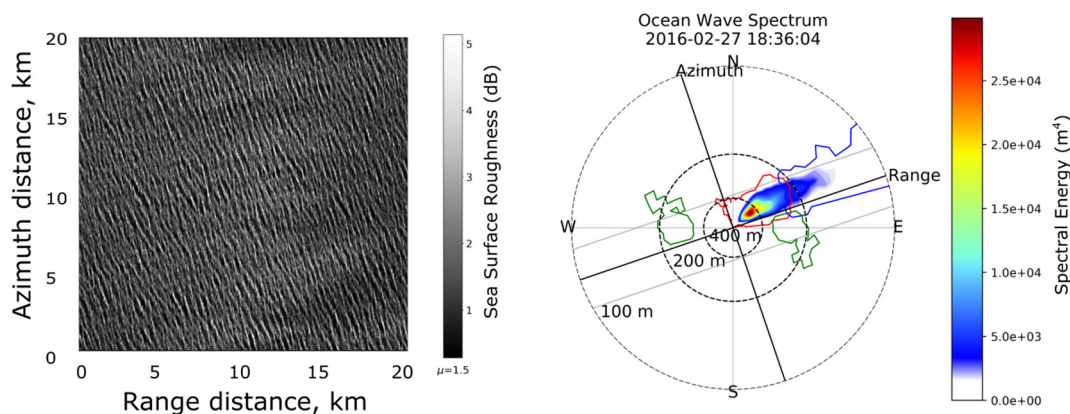 20
15
10
5
0
Azimuth distance, km
0
5
10
15
20
Range distance, km
5
4
3
2
1
μ=1.5
Sea Surface Roughness (dB)
Ocean Wave Spectrum
2016-02-27 18:36:04
N
Azimuth
Range
W
E
400 m
200 m
100 m
S
2.5e+04
2.0e+04
1.5e+04
1.0e+04
5.0e+03
0.0e+00
Spectral Energy (m⁴)